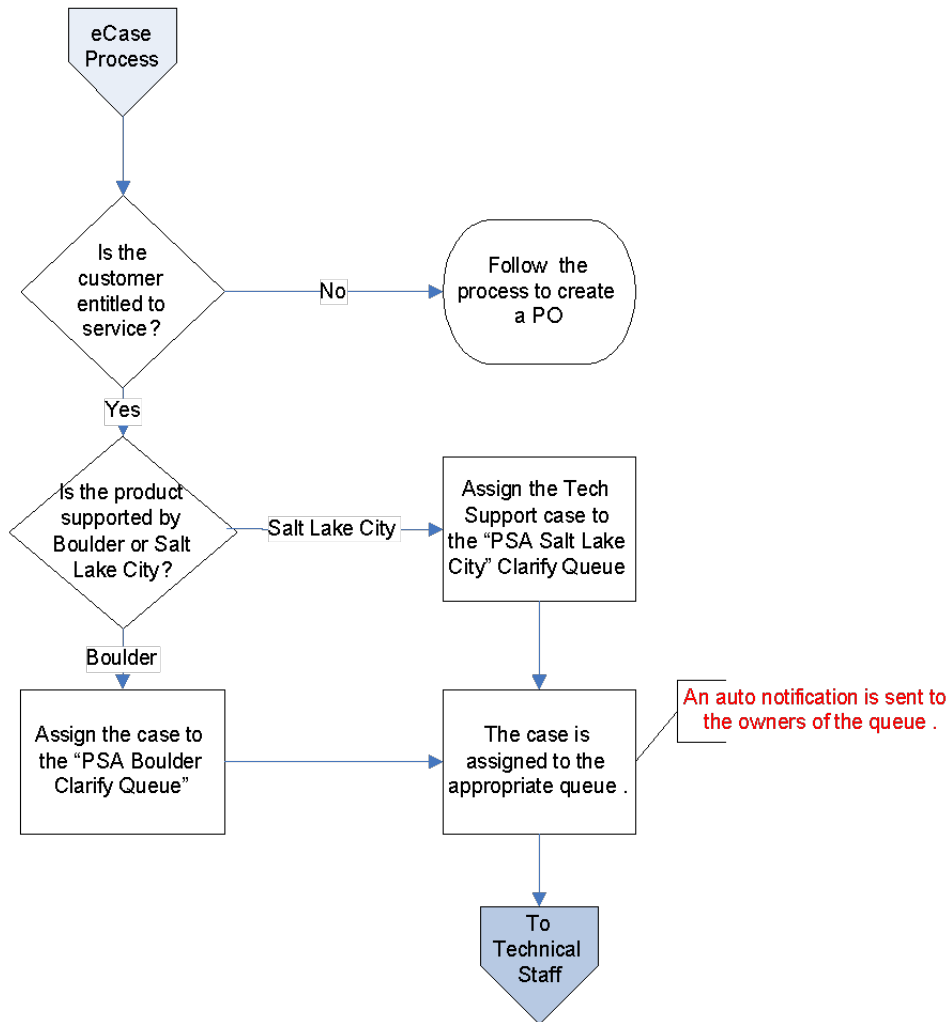 eCase
Process
Is the
customer
entitled to
service?
No
Follow the
process to create
a PO
Yes
Is the product
supported by
Boulder or Salt
Lake City?
Salt Lake City
Assign the Tech
Support case to
the “PSA Salt Lake
City” Clarify Queue
Boulder
Assign the case to
the “PSA Boulder
Clarify Queue”
The case is
assigned to the
appropriate queue .
An auto notification is sent to
the owners of the queue .
To
Technical
Staff